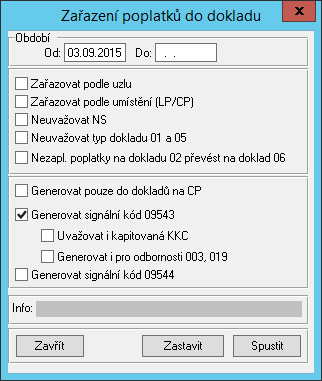 Zařazení poplatků do dokladu
x
Období
Od: 03.09.2015 Do: . .
Zařazovat podle uzlu
Zařazovat podle umístění (LP/CP)
Neuvažovat NS
Neuvažovat typ dokladu 01 a 05
Nezapl. poplatky na dokladu 02 převést na doklad 06
Generovat pouze do dokladů na CP
Generovat signální kód 09543
Uvažovat i kapitovaná KKC
Generovat i pro odbornosti 003, 019
Generovat signální kód 09544
Info:
Zavřít Zastavit Spustit